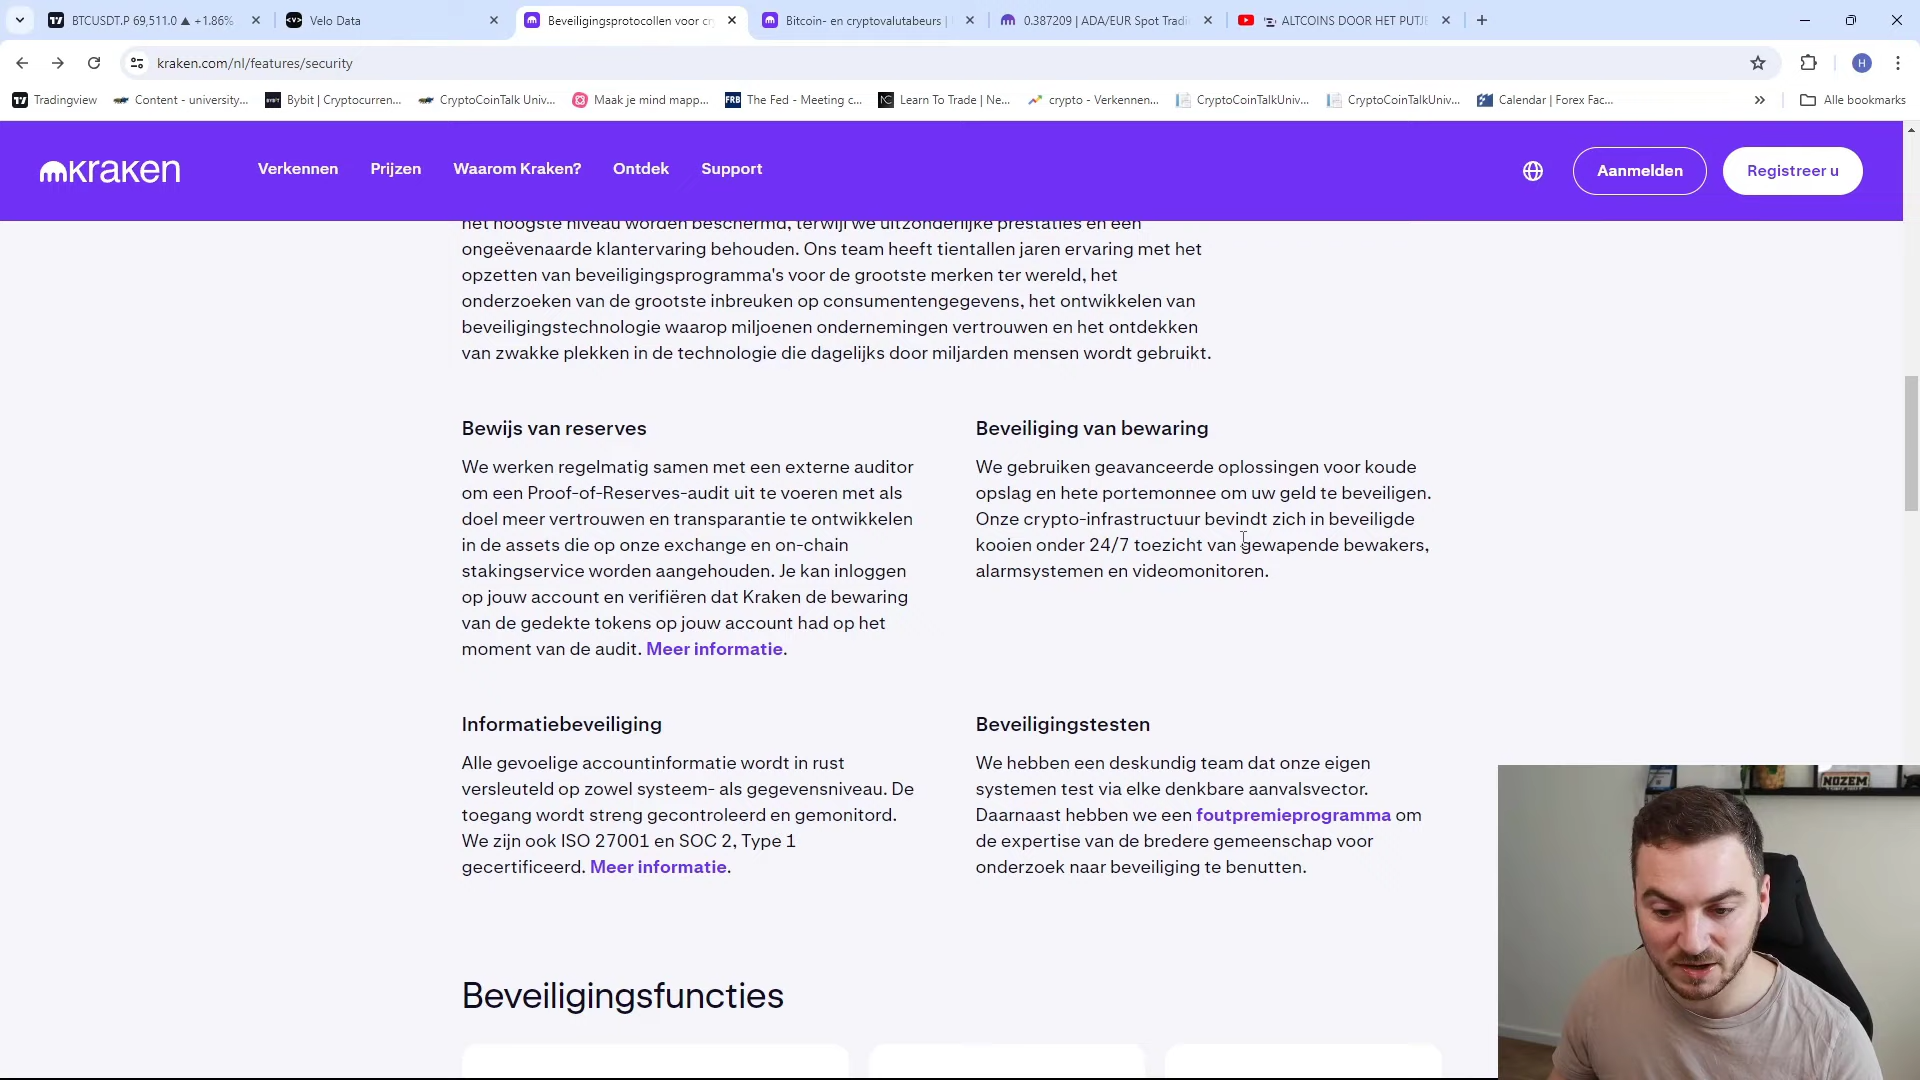 BTCUSDT.P 69,511.0 ▲ +1.86%
Velo Data
Beveiligingsprotocollen voor
Bitcoin- en cryptovalutabeurs |
0.387209 | ADA/EUR Spot Tradi
ALTCOINS DOOR HET PUTJE
kraken.com/nl/features/security
H
Tradingview
Content - university...
Bybit | Cryptocurren...
CryptoCoinTalk Univ...
Maak je mind mapp...
The Fed - Meeting c...
Learn To Trade | Ne...
crypto - Verkennen...
CryptoCoinTalkUniv...
CryptoCoinTalkUniv...
Calendar | Forex Fac...
Alle bookmarks
kraken
Verkennen
Prijzen
Waarom Kraken?
Ontdek
Support
Aanmelden
Registreer u
het hoogste niveau worden beschermd, terwijl we uitzonderlijke prestaties en een
ongeëvenaarde klantervaring behouden. Ons team heeft tientallen jaren ervaring met het
opzetten van beveiligingsprogramma's voor de grootste merken ter wereld, het
onderzoeken van de grootste inbreuken op consumentengegevens, het ontwikkelen van
beveiligingstechnologie waarop miljoenen ondernemingen vertrouwen en het ontdekken
van zwakke plekken in de technologie die dagelijks door miljarden mensen wordt gebruikt.
Bewijs van reserves
We werken regelmatig samen met een externe auditor
om een Proof-of-Reserves-audit uit te voeren met als
doel meer vertrouwen en transparantie te ontwikkelen
in de assets die op onze exchange en on-chain
stakingservice worden aangehouden. Je kan inloggen
op jouw account en verifiëren dat Kraken de bewaring
van de gedekte tokens op jouw account had op het
moment van de audit. Meer informatie.
Beveiliging van bewaring
We gebruiken geavanceerde oplossingen voor koude
opslag en hete portemonnee om uw geld te beveiligen.
Onze crypto-infrastructuur bevindt zich in beveiligde
kooien onder 24/7 toezicht van gewapende bewakers,
alarmsystemen en videomonitoren.
Informatiebeveiliging
Alle gevoelige accountinformatie wordt in rust
versleuteld op zowel systeem- als gegevensniveau. De
toegang wordt streng gecontroleerd en gemonitord.
We zijn ook ISO 27001 en SOC 2, Type 1
gecertificeerd. Meer informatie.
Beveiligingstesten
We hebben een deskundig team dat onze eigen
systemen test via elke denkbare aanvalsvector.
Daarnaast hebben we een foutpremieprogramma om
de expertise van de bredere gemeenschap voor
onderzoek naar beveiliging te benutten.
Beveiligingsfuncties
NOZEM